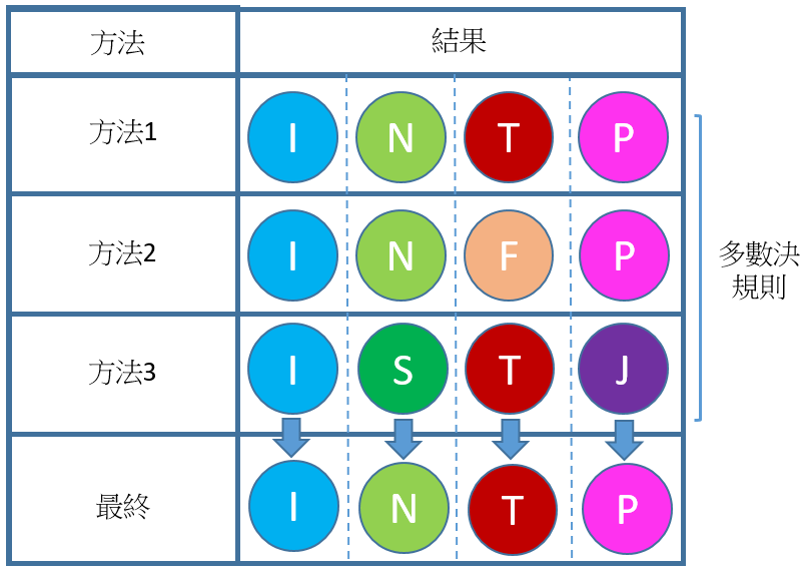 方法 結果
方法1 I N T P
方法2 I N F P
方法3 I S T J
最終 I N T P
多數決
規則